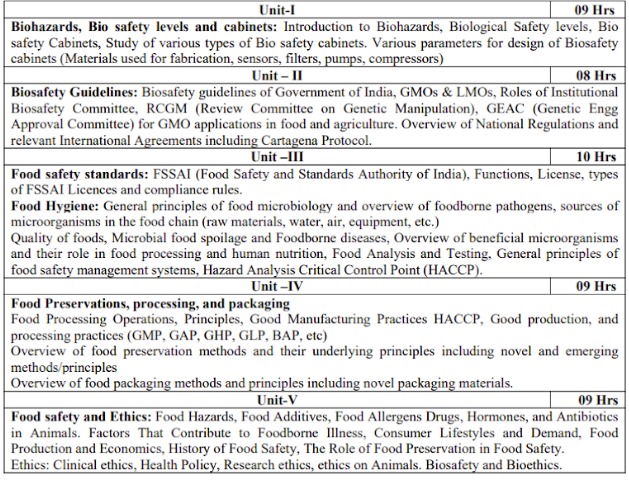 Unit-I 09 Hrs
Biohazards, Bio safety levels and cabinets: Introduction to Biohazards, Biological Safety levels, Bio
safety Cabinets, Study of various types of Bio safety cabinets. Various parameters for design of Biosafety
cabinets (Materials used for fabrication, sensors, filters, pumps, compressors)
Unit – II 08 Hrs
Biosafety Guidelines: Biosafety guidelines of Government of India, GMOs & LMOs, Roles of Institutional
Biosafety Committee, RCGM (Review Committee on Genetic Manipulation), GEAC (Genetic Engg
Approval Committee) for GMO applications in food and agriculture. Overview of National Regulations and
relevant International Agreements including Cartagena Protocol.
Unit –III 10 Hrs
Food safety standards: FSSAI (Food Safety and Standards Authority of India), Functions, License, types
of FSSAI Licences and compliance rules.
Food Hygiene: General principles of food microbiology and overview of foodborne pathogens, sources of
microorganisms in the food chain (raw materials, water, air, equipment, etc.)
Quality of foods, Microbial food spoilage and Foodborne diseases, Overview of beneficial microorganisms
and their role in food processing and human nutrition, Food Analysis and Testing, General principles of
food safety management systems, Hazard Analysis Critical Control Point (HACCP).
Unit –IV 09 Hrs
Food Preservations, processing, and packaging
Food Processing Operations, Principles, Good Manufacturing Practices HACCP, Good production, and
processing practices (GMP, GAP, GHP, GLP, BAP, etc)
Overview of food preservation methods and their underlying principles including novel and emerging
methods/principles
Overview of food packaging methods and principles including novel packaging materials.
Unit-V 09 Hrs
Food safety and Ethics: Food Hazards, Food Additives, Food Allergens Drugs, Hormones, and Antibiotics
in Animals. Factors That Contribute to Foodborne Illness, Consumer Lifestyles and Demand, Food
Production and Economics, History of Food Safety, The Role of Food Preservation in Food Safety.
Ethics: Clinical ethics, Health Policy, Research ethics, ethics on Animals. Biosafety and Bioethics.